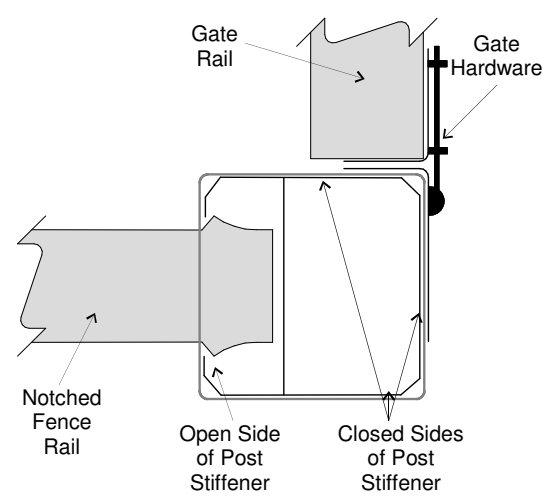 Gate
Rail
Gate
Hardware
Notched
Fence
Rail
Open Side
of Post
Stiffener
Closed Sides
of Post
Stiffener